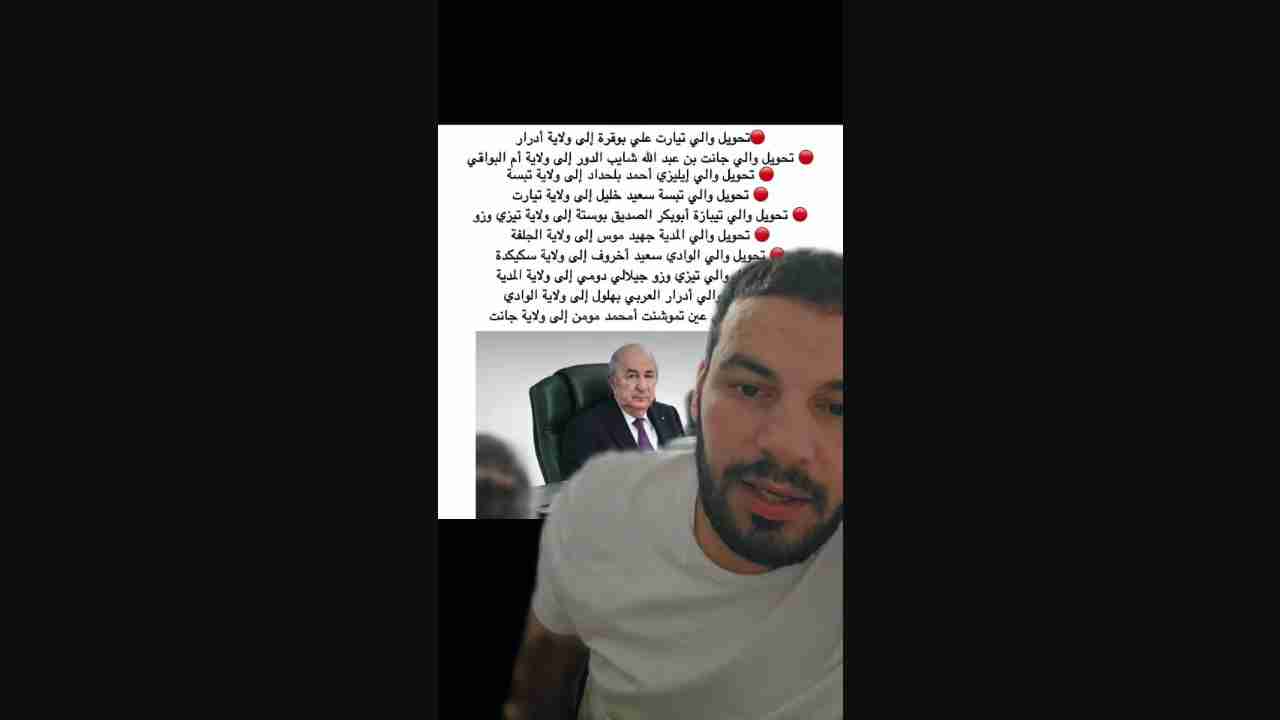 🔴تحويل والي تيارت علي بوقرة إلى ولاية أدرار
🔴 تحويل والي جانت بن عبد الله شايب الدور إلى ولاية أم البواقي
🔴 تحويل والي إيليزي أحمد بلحداد إلى ولاية تبسة
🔴 تحويل والي تبسة سعيد خليل إلى ولاية تيارت
🔴 تحويل والي تيبازة أبوبكر الصديق بوستة إلى ولاية تيزي وزو
🔴 تحويل والي المدية جهيد موس إلى ولاية الجلفة
🔴 تحويل والي الوادي سعيد أخروف إلى ولاية سكيكدة
والي تيزي وزو جيلالي دومي إلى ولاية المدية
والي أدرار العربي بهلول إلى ولاية الوادي
عين تموشنت أمحمد مومن إلى ولاية جانت